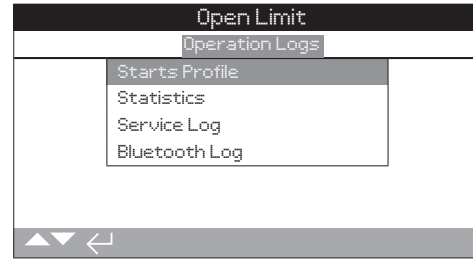 Open Limit
Operation Logs
Starts Profile
Statistics
Service Log
Bluetooth Log